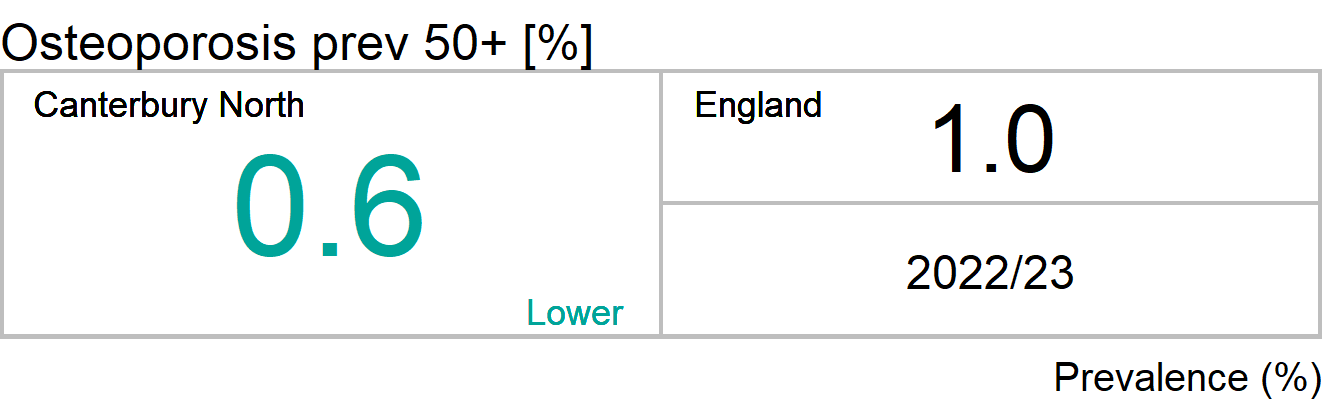 Osteoporosis prev 50+ [%]
Canterbury North
0.6
Lower
England
1.0
2022/23
Prevalence (%)